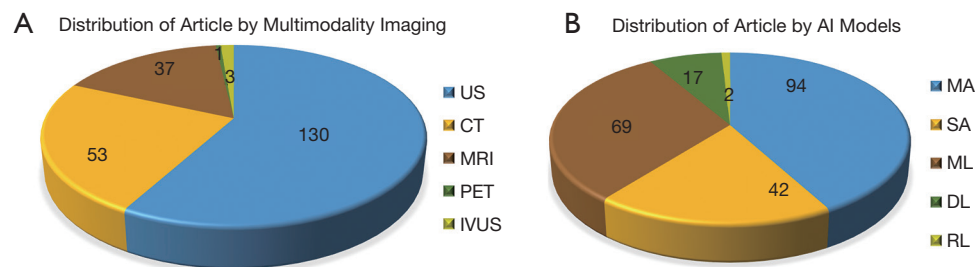 A Distribution of Article by Multimodality Imaging
130
53
37
1
3
US
CT
MRI
PET
IVUS
B Distribution of Article by AI Models
94
42
69
17
2
MA
SA
ML
DL
RL